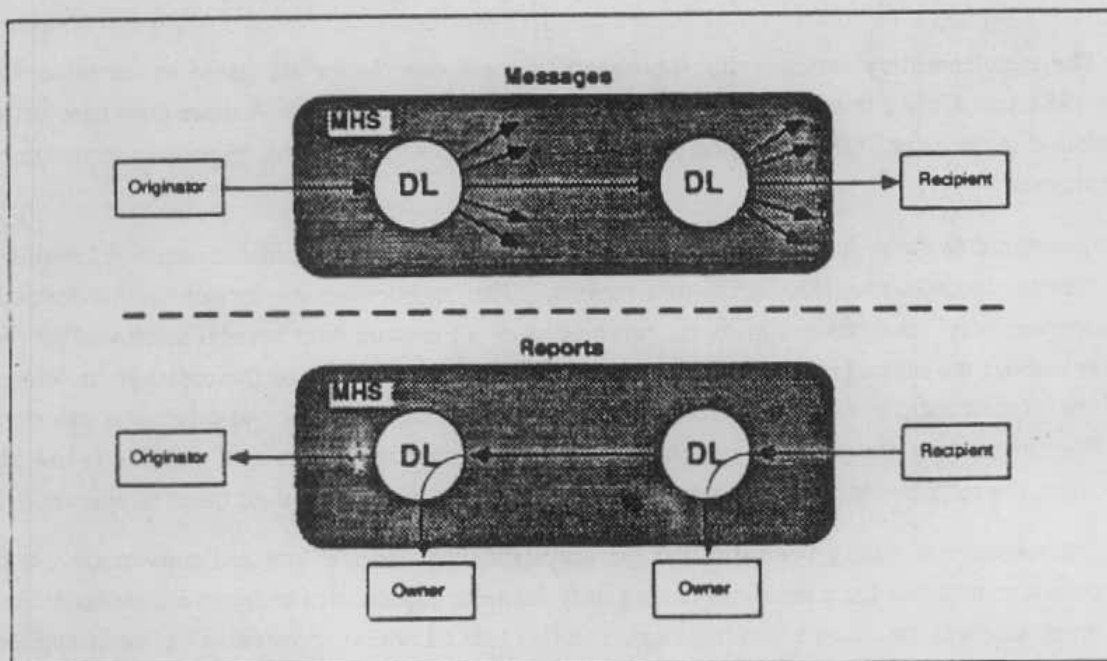 Messages
MHS
Originator
DL
DL
Recipient
Reports
MHS
Originator
DL
DL
Recipient
Owner
Owner